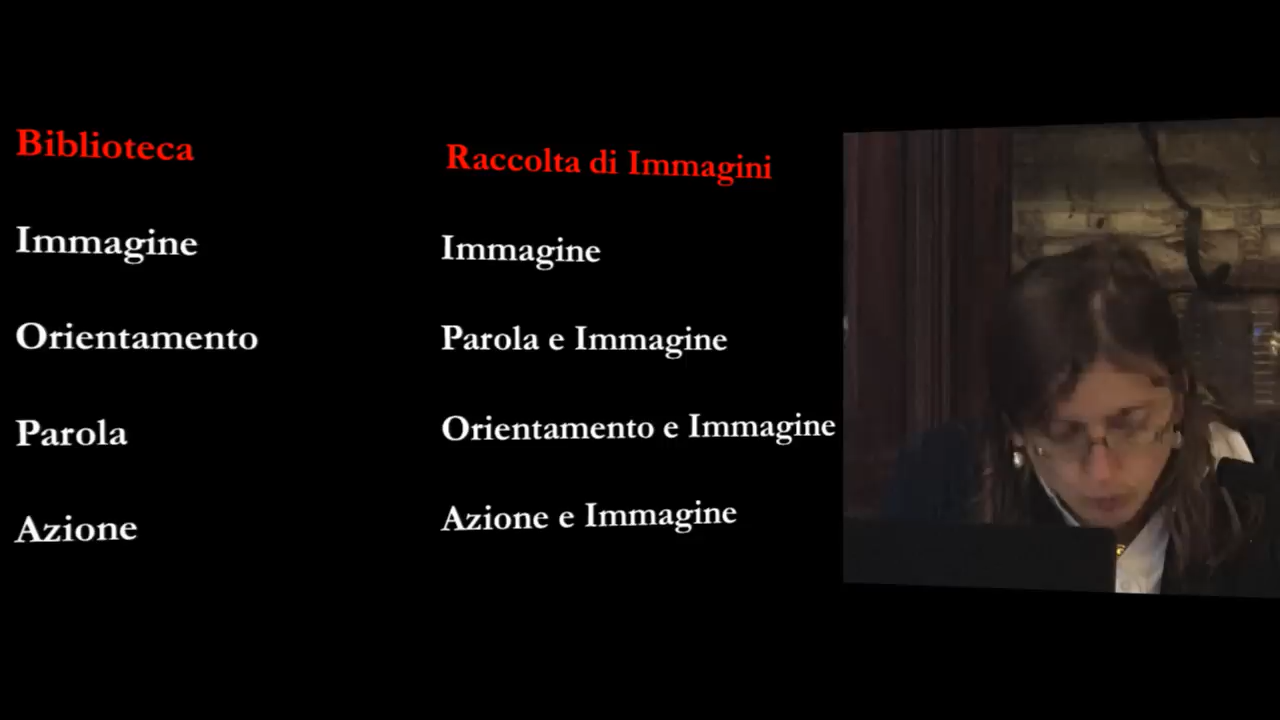 Biblioteca
Immagine
Orientamento
Parola
Azione
Raccolta di Immagini
Immagine
Parola e Immagine
Orientamento e Immagine
Azione e Immagine